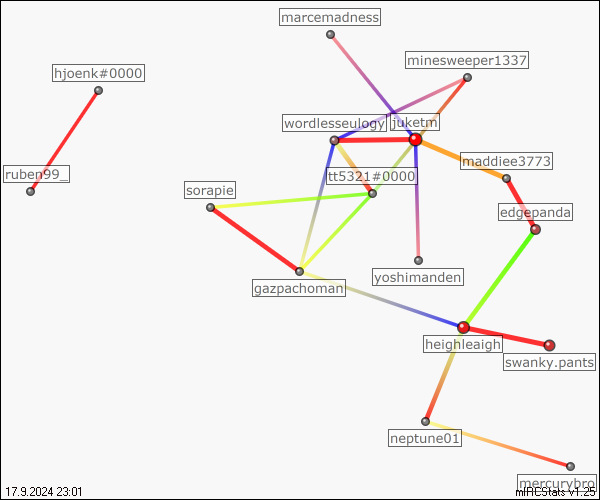 marcemadness
minesweeper1337
hjoenk#0000
wordlesseulogy
juketm
maddiee3773
ruben99_
sorapie
tt5321#0000
edgepanda
yoshimanden
gazpachoman
heighleaigh
swanky.pants
neptune01
mercurybro
17.9.2024 23:01
mIRCStats v1.25